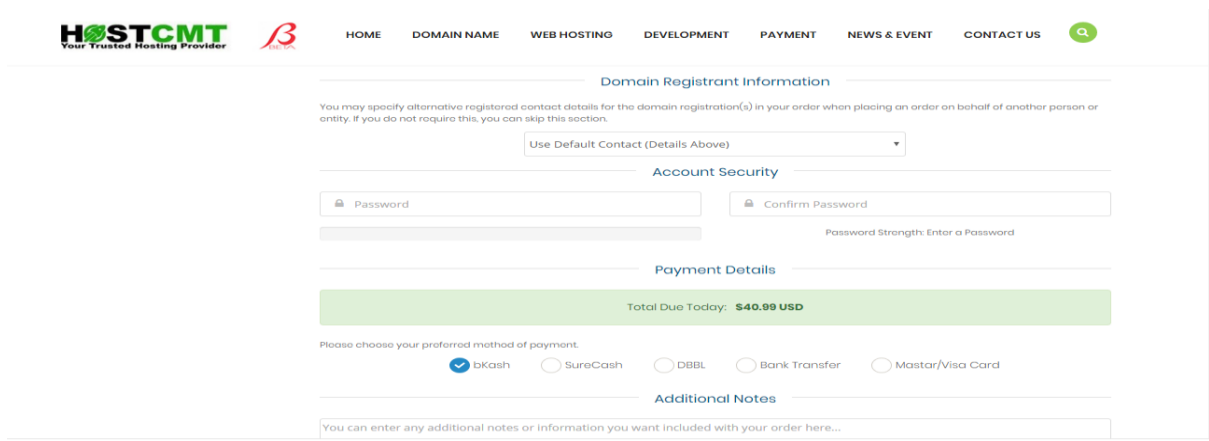 HOSTCMT
Your Trusted Hosting Provider
HOME DOMAIN NAME WEB HOSTING DEVELOPMENT PAYMENT NEWS & EVENT CONTACT US
Domain Registrant Information
You may specify alternative registered contact details for the domain registration(s) in your order when placing an order on behalf of another person or
entity. If you do not require this, you can skip this section.
Use Default Contact (Details Above)
Account Security
Password Confirm Password
Password Strength: Enter a Password
Payment Details
Total Due Today: $40.99 USD
Please choose your preferred method of payment.
bKash SureCash DBBL Bank Transfer Mastar/Visa Card
Additional Notes
You can enter any additional notes or information you want included with your order here...